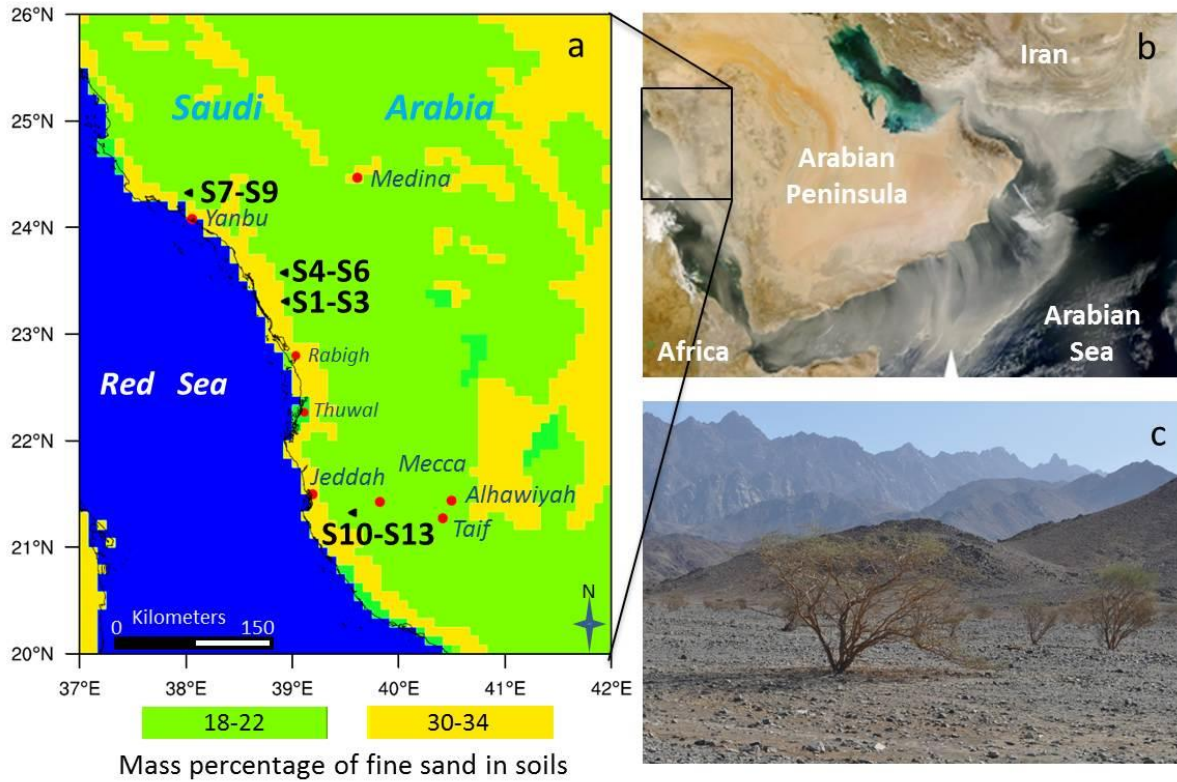 26°N
25°N
24°N
23°N
22°N
21°N
20°N
37°E
38°E
39°E
40°E
41°E
42°E
a
Saudi Arabia
Medina
S7-S9
Yanbu
S4-S6
S1-S3
Rabigh
Red Sea
Thuwal
Mecca
Jeddah
Alhawiyah
S10-S13
Taif
N
Kilometers
0 150
18-22
30-34
Mass percentage of fine sand in soils
b
Iran
Arabian
Peninsula
Africa
Arabian
Sea
c